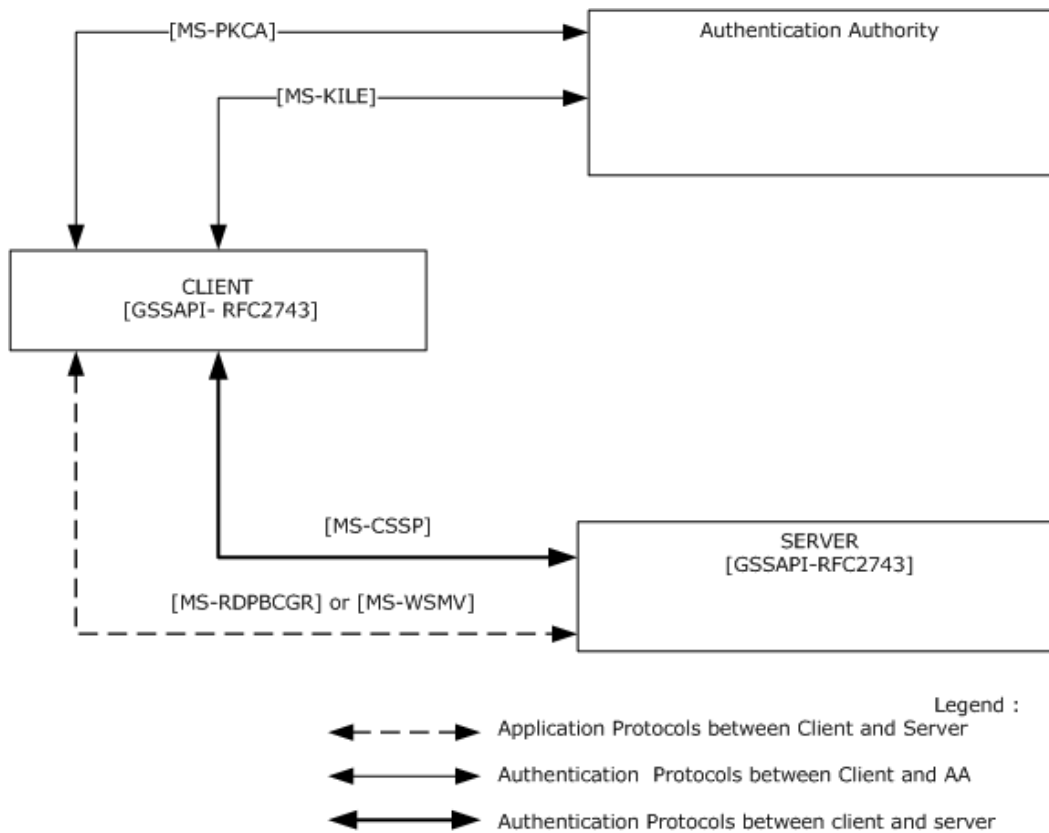 [MS-PKCA]
Authentication Authority
[MS-KILE]
CLIENT
[GSSAPI- RFC2743]
[MS-CSSP]
SERVER
[GSSAPI-RFC2743]
[MS-RDPBCGR] or [MS-WSMV]
Legend :
Application Protocols between Client and Server
Authentication Protocols between Client and AA
Authentication Protocols between client and server